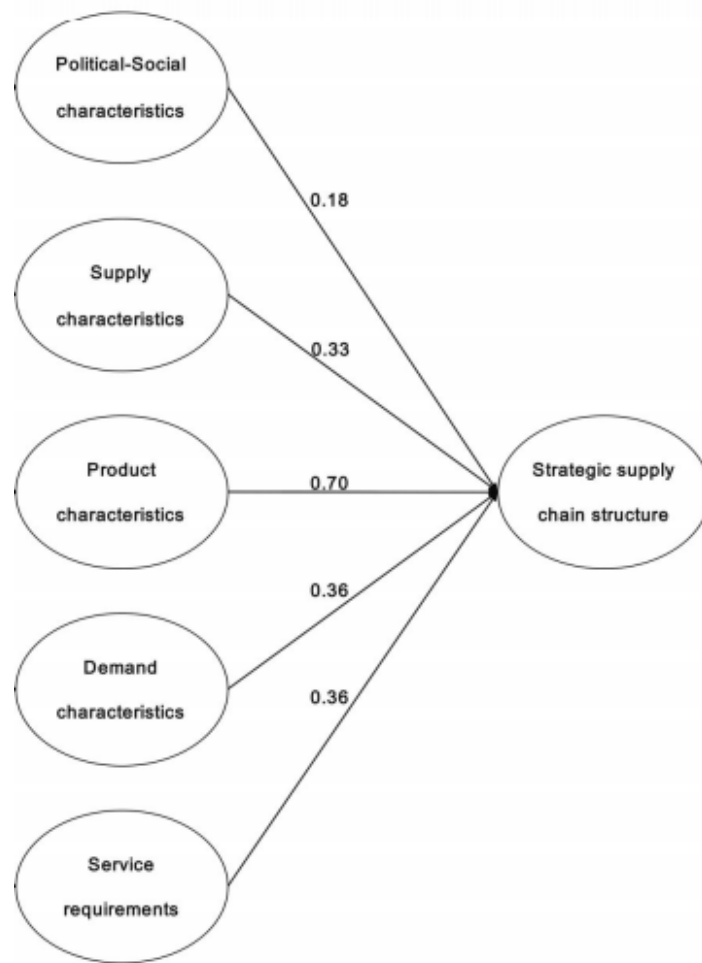 Political-Social
characteristics
0.18
Supply
characteristics
0.33
Product
characteristics
0.70
Strategic supply
chain structure
0.36
Demand
characteristics
0.36
Service
requirements